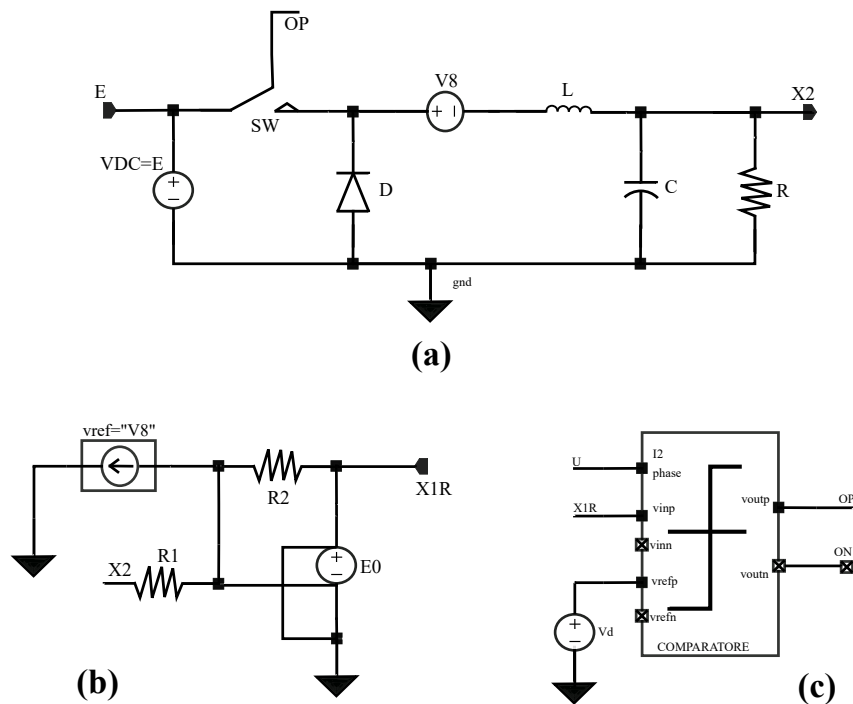 OP
E
V8
L
X2
SW
VDC=E
D
C
R
gnd
(a)
vref="V8"
R2
X1R
X2
R1
E0
(b)
I2
U
phase
voutp
OP
X1R
vinp
vinn
ON
voutn
vrefp
vrefn
Vd
COMPARATORE
(c)